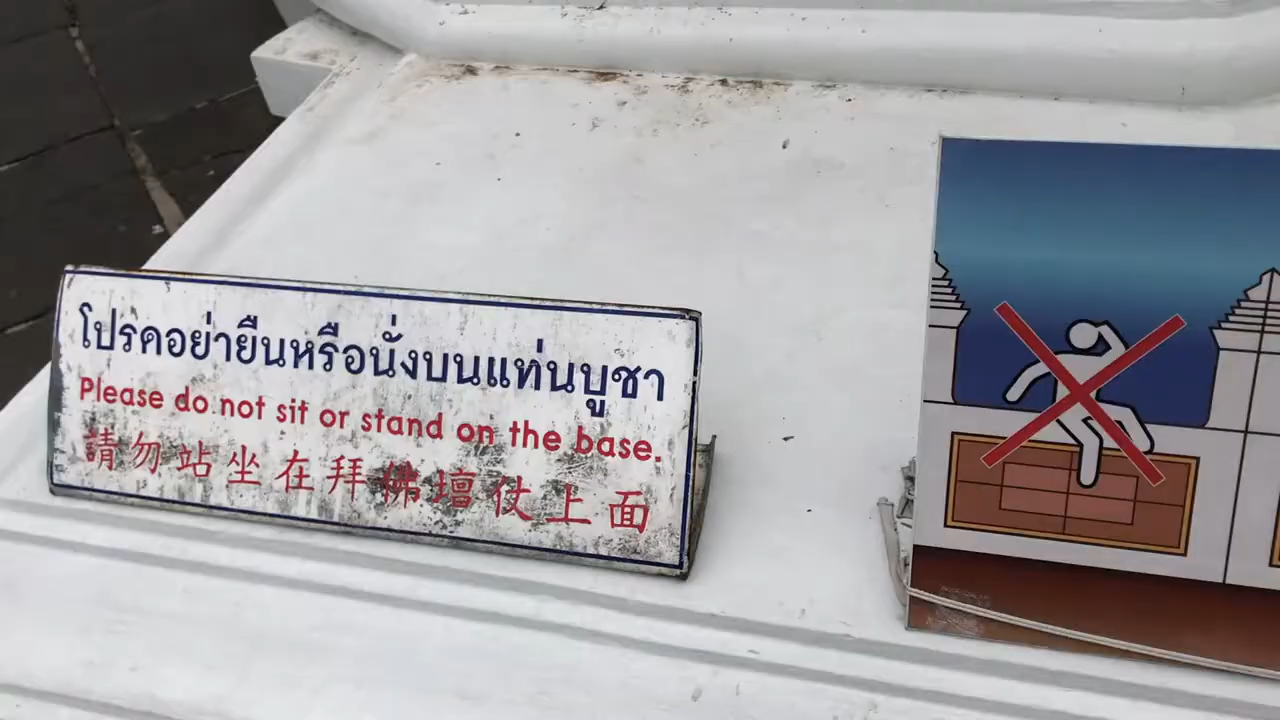 โปรดอย่ายืนหรือนั่งบนแท่นบูชา
Please do not sit or stand on the base.
請勿站坐在拜佛壇仗上面